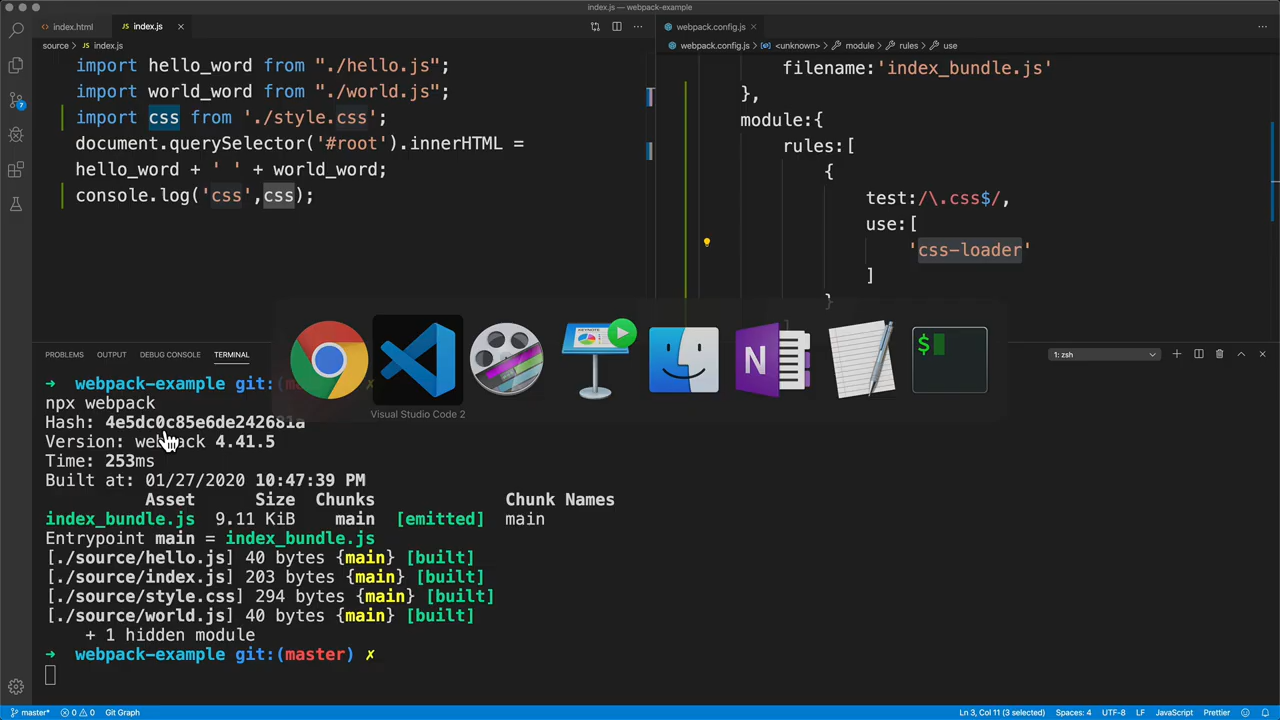 index.js — webpack-example
index.html
index.js
source > index.js
import hello_word from "./hello.js";
import world_word from "./world.js";
import css from './style.css';
document.querySelector('#root').innerHTML =
hello_word + ' ' + world_word;
console.log('css',css);
webpack.config.js
webpack.config.js > <unknown> > module > rules > use
filename:'index_bundle.js'
},
module:{
rules:[
{
test:/\.css$/,
use:[
'css-loader'
]
}
]
7
PROBLEMS OUTPUT DEBUG CONSOLE TERMINAL
1: zsh
➜ webpack-example git:(ma ✗
npx webpack
Hash: 4e5dc0c85e6de242681a
Version: webpack 4.41.5
Time: 253ms
Built at: 01/27/2020 10:47:39 PM
Asset Size Chunks Chunk Names
index_bundle.js 9.11 KiB main [emitted] main
Entrypoint main = index_bundle.js
[./source/hello.js] 40 bytes {main} [built]
[./source/index.js] 203 bytes {main} [built]
[./source/style.css] 294 bytes {main} [built]
[./source/world.js] 40 bytes {main} [built]
+ 1 hidden module
➜ webpack-example git:(master) ✗
KEYNOTE
N
$
Visual Studio Code 2
master* 0 0 Git Graph
Ln 3, Col 11 (3 selected) Spaces: 4 UTF-8 LF JavaScript Prettier